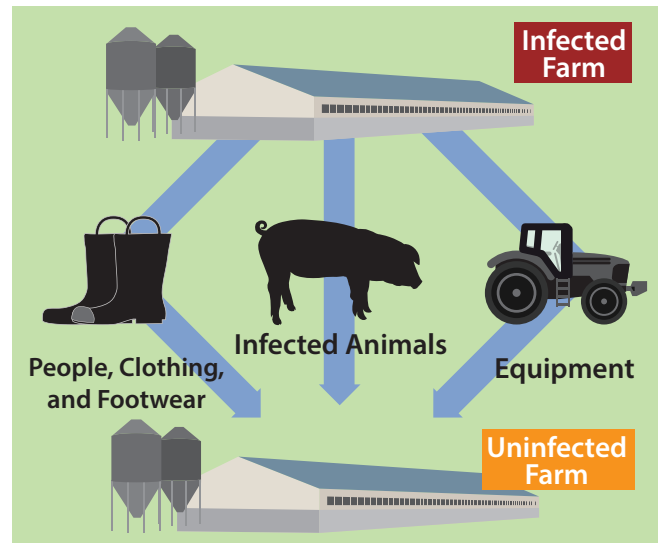 Infected
Farm
Infected Animals
People, Clothing,
and Footwear
Equipment
Uninfected
Farm